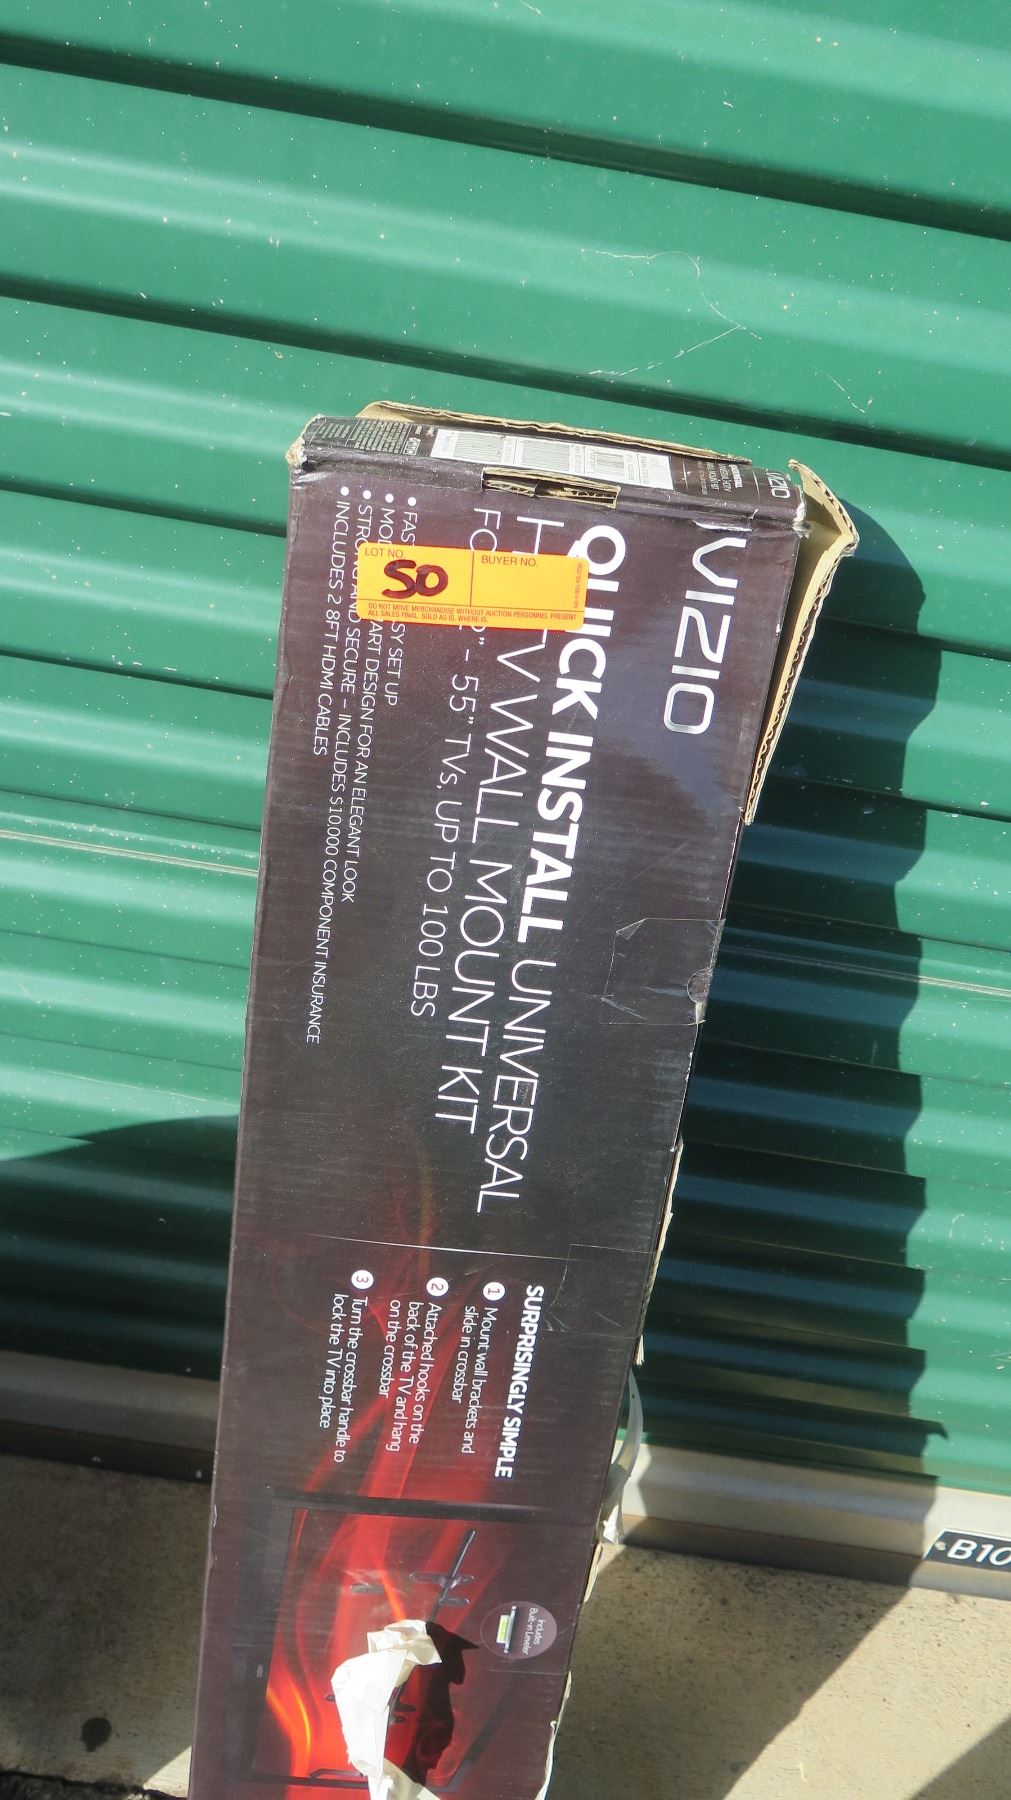 VIZIO
QUICK INSTALL UNIVERSAL
WALL MOUNT KIT
55" TVs, UP TO 100 LBS
SY SET UP
ART DESIGN FOR AN ELEGANT LOOK
SECURE – INCLUDES $10,000 COMPONENT INSURANCE
• INCLUDES 2 8FT HDMI CABLES
LOT NO.
50
BUYER NO.
DO NOT MOVE MERCHANDISE WITHOUT AUCTION PERSONNEL PRESENT
ALL SALES FINAL. SOLD AS IS. WHERE IS.
SURPRISINGLY SIMPLE
1 Mount wall brackets and
slide in crossbar
2 Attached hooks on the
back of the TV and hang
on the crossbar
3 Turn the crossbar handle to
lock the TV into place
Includes
Built-in Leveler
B10